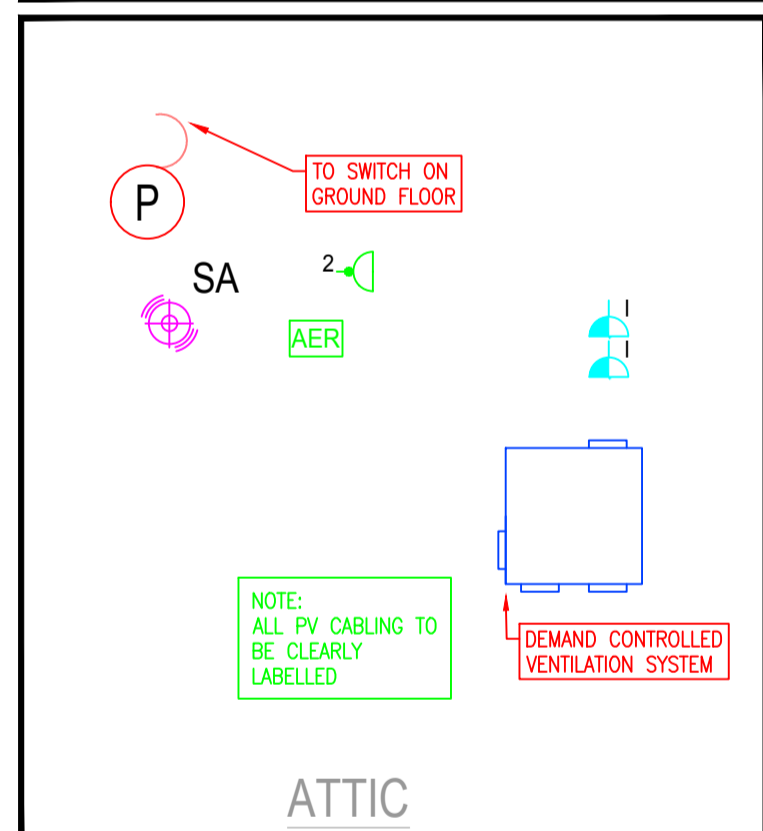 TO SWITCH ON
GROUND FLOOR
P
SA
2
AER
I
I
NOTE:
ALL PV CABLING TO
BE CLEARLY
LABELLED
DEMAND CONTROLLED
VENTILATION SYSTEM
ATTIC